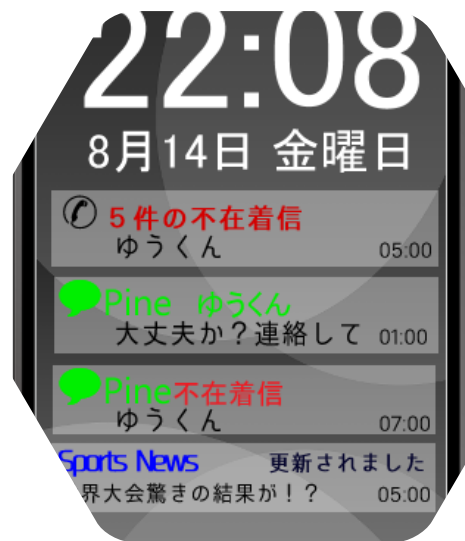 22:08
8月14日 金曜日
5件の不在着信
ゆうくん 05:00
Pine ゆうくん
大丈夫か？連絡して 01:00
Pine不在着信
ゆうくん 07:00
Sports News 更新されました
界大会驚きの結果が！？ 05:00